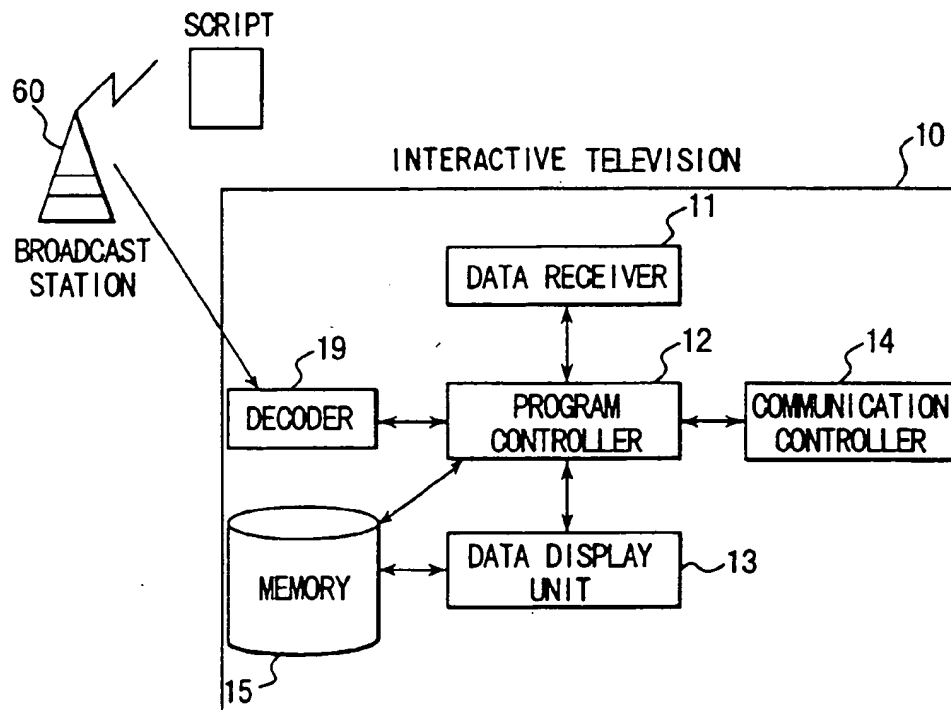 SCRIPT
60
BROADCAST
STATION
INTERACTIVE TELEVISION
10
11
DATA RECEIVER
19
DECODER
12
PROGRAM
CONTROLLER
14
COMMUNICATION
CONTROLLER
MEMORY
15
DATA DISPLAY
UNIT
13